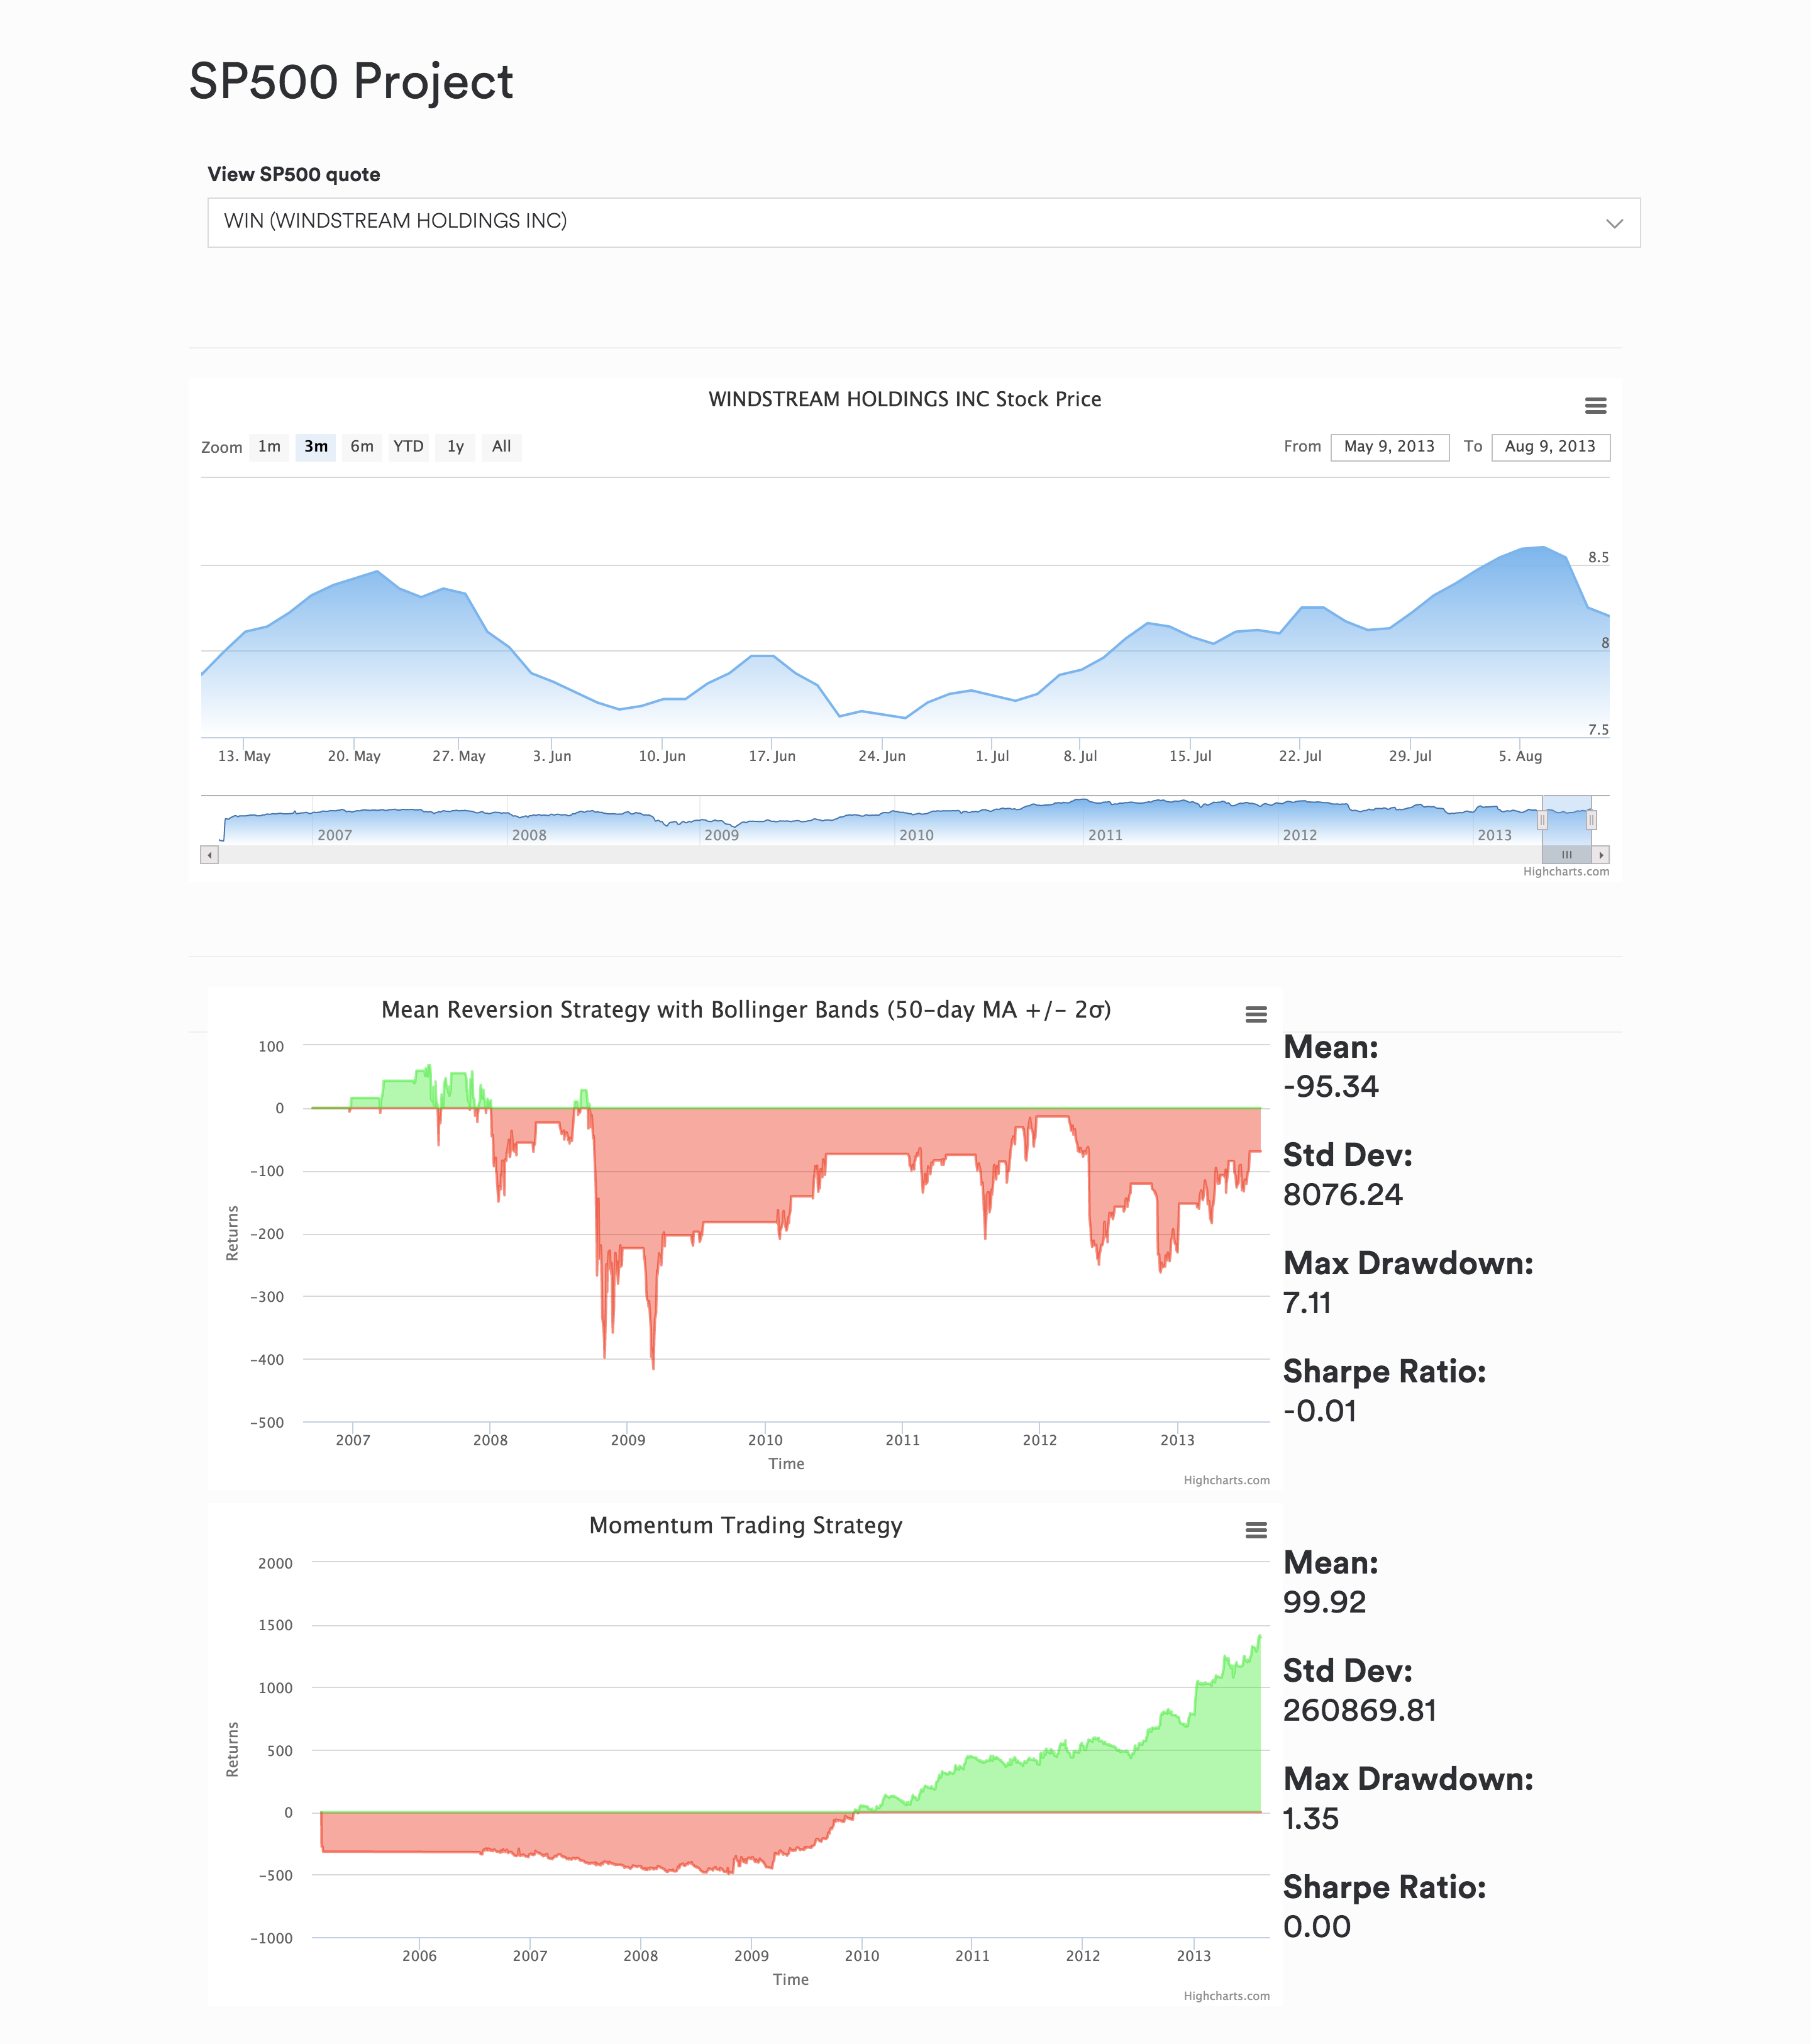 SP500 Project
View SP500 quote
WIN (WINDSTREAM HOLDINGS INC)
WINDSTREAM HOLDINGS INC Stock Price
Zoom 1m 3m 6m YTD 1y All From May 9, 2013 To Aug 9, 2013
8.5
8
7.5
13. May 20. May 27. May 3. Jun 10. Jun 17. Jun 24. Jun 1. Jul 8. Jul 15. Jul 22. Jul 29. Jul 5. Aug
2007 2008 2009 2010 2011 2012 2013
Highcharts.com
Mean Reversion Strategy with Bollinger Bands (50-day MA +/- 2σ)
100
0
-100
-200
-300
-400
-500
Returns
2007 2008 2009 2010 2011 2012 2013
Time
Highcharts.com
Mean:
-95.34
Std Dev:
8076.24
Max Drawdown:
7.11
Sharpe Ratio:
-0.01
Momentum Trading Strategy
2000
1500
1000
500
0
-500
-1000
Returns
2006 2007 2008 2009 2010 2011 2012 2013
Time
Highcharts.com
Mean:
99.92
Std Dev:
260869.81
Max Drawdown:
1.35
Sharpe Ratio:
0.00